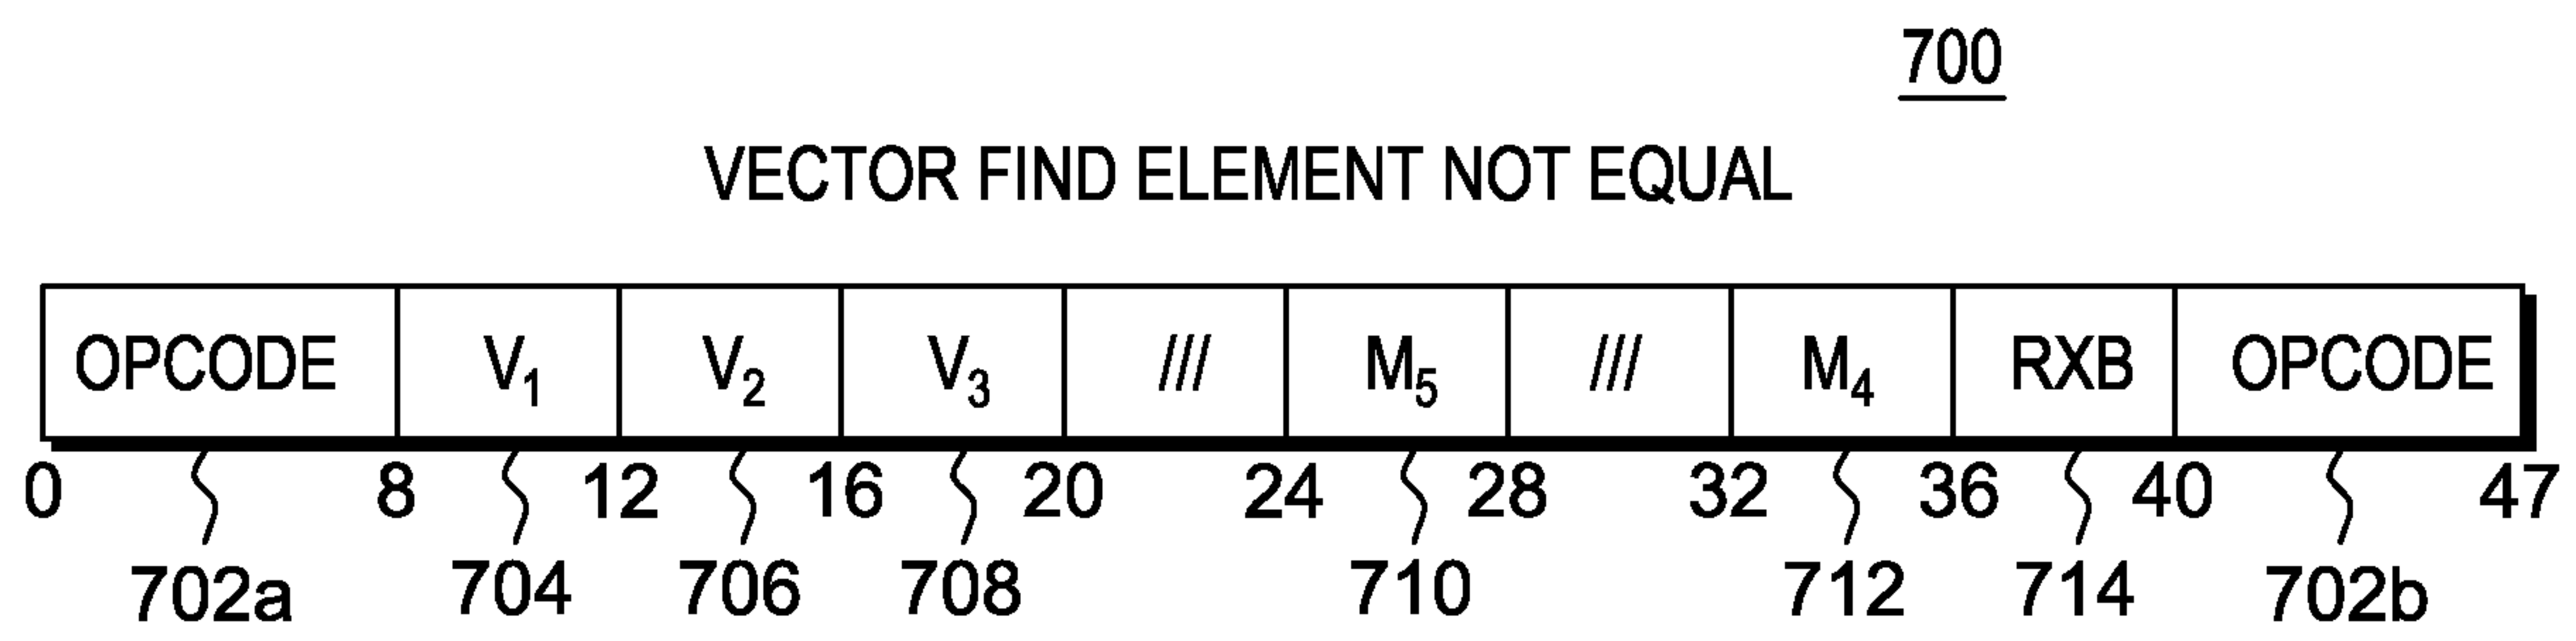 700
VECTOR FIND ELEMENT NOT EQUAL
OPCODE V1 V2 V3 /// M5 /// M4 RXB OPCODE
0 8 12 16 20 24 28 32 36 40 47
702a 704 706 708 710 712 714 702b